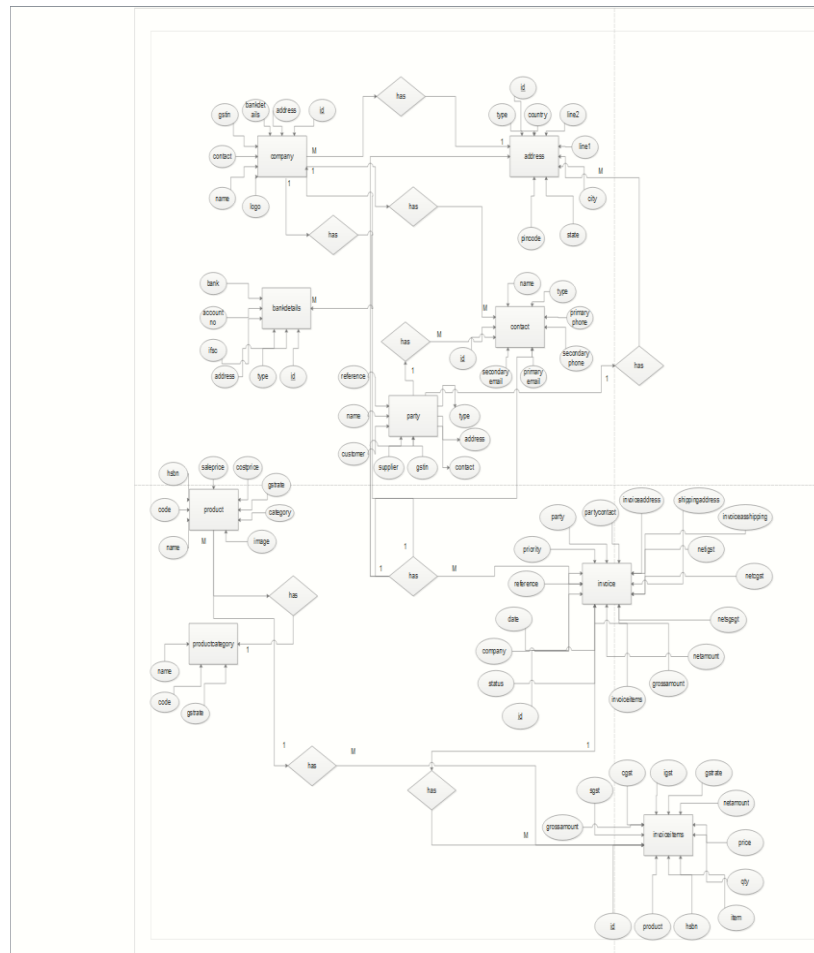 id
bankdet
ails
address
id
gstin
has
type
country
line2
company
M
1
address
line1
contact
1
1
M
name
logo
has
city
has
pincode
state
bank
name
type
account
no
bankdetails
M
M
contact
primary
phone
ifsc
has
M
id
secondary
phone
address
type
id
reference
1
secondary
email
primary
email
1
has
name
party
type
customer
address
supplier
gstin
contact
hsbn
saleprice
costprice
gstrate
code
product
category
name
M
image
invoiceaddress
shippingaddress
party
partycontact
invoiceasshipping
priority
netigst
1
1
has
M
reference
invoice
netcgst
has
date
netsgsgt
productcategory
1
company
netamount
name
code
gstrate
status
grossamount
invoiceitems
id
1
M
1
has
has
cgst
igst
gstrate
sgst
netamount
grossamount
M
invoiceitems
price
qty
item
id
product
hsbn